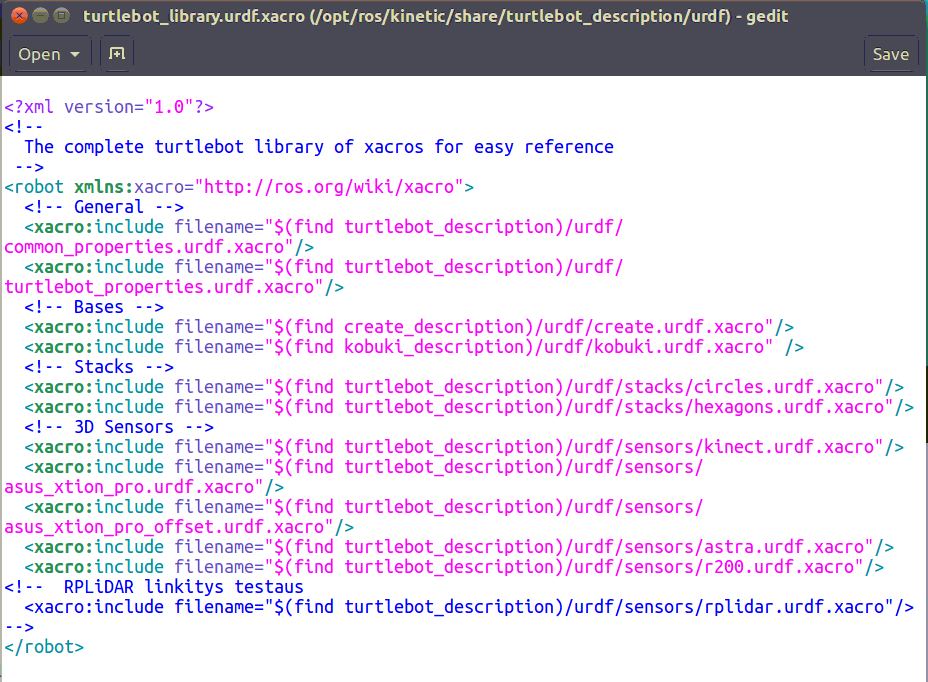 turtlebot_library.urdf.xacro (/opt/ros/kinetic/share/turtlebot_description/urdf) - gedit
Open
Save
<?xml version="1.0"?>
<!--
  The complete turtlebot library of xacros for easy reference
 -->
<robot xmlns:xacro="http://ros.org/wiki/xacro">
  <!-- General -->
  <xacro:include filename="$(find turtlebot_description)/urdf/
common_properties.urdf.xacro"/>
  <xacro:include filename="$(find turtlebot_description)/urdf/
turtlebot_properties.urdf.xacro"/>
  <!-- Bases -->
  <xacro:include filename="$(find create_description)/urdf/create.urdf.xacro"/>
  <xacro:include filename="$(find kobuki_description)/urdf/kobuki.urdf.xacro" />
  <!-- Stacks -->
  <xacro:include filename="$(find turtlebot_description)/urdf/stacks/circles.urdf.xacro"/>
  <xacro:include filename="$(find turtlebot_description)/urdf/stacks/hexagons.urdf.xacro"/>
  <!-- 3D Sensors -->
  <xacro:include filename="$(find turtlebot_description)/urdf/sensors/kinect.urdf.xacro"/>
  <xacro:include filename="$(find turtlebot_description)/urdf/sensors/
asus_xtion_pro.urdf.xacro"/>
  <xacro:include filename="$(find turtlebot_description)/urdf/sensors/
asus_xtion_pro_offset.urdf.xacro"/>
  <xacro:include filename="$(find turtlebot_description)/urdf/sensors/astra.urdf.xacro"/>
  <xacro:include filename="$(find turtlebot_description)/urdf/sensors/r200.urdf.xacro"/>
<!--  RPLiDAR linkitys testaus
  <xacro:include filename="$(find turtlebot_description)/urdf/sensors/rplidar.urdf.xacro"/>
-->
</robot>